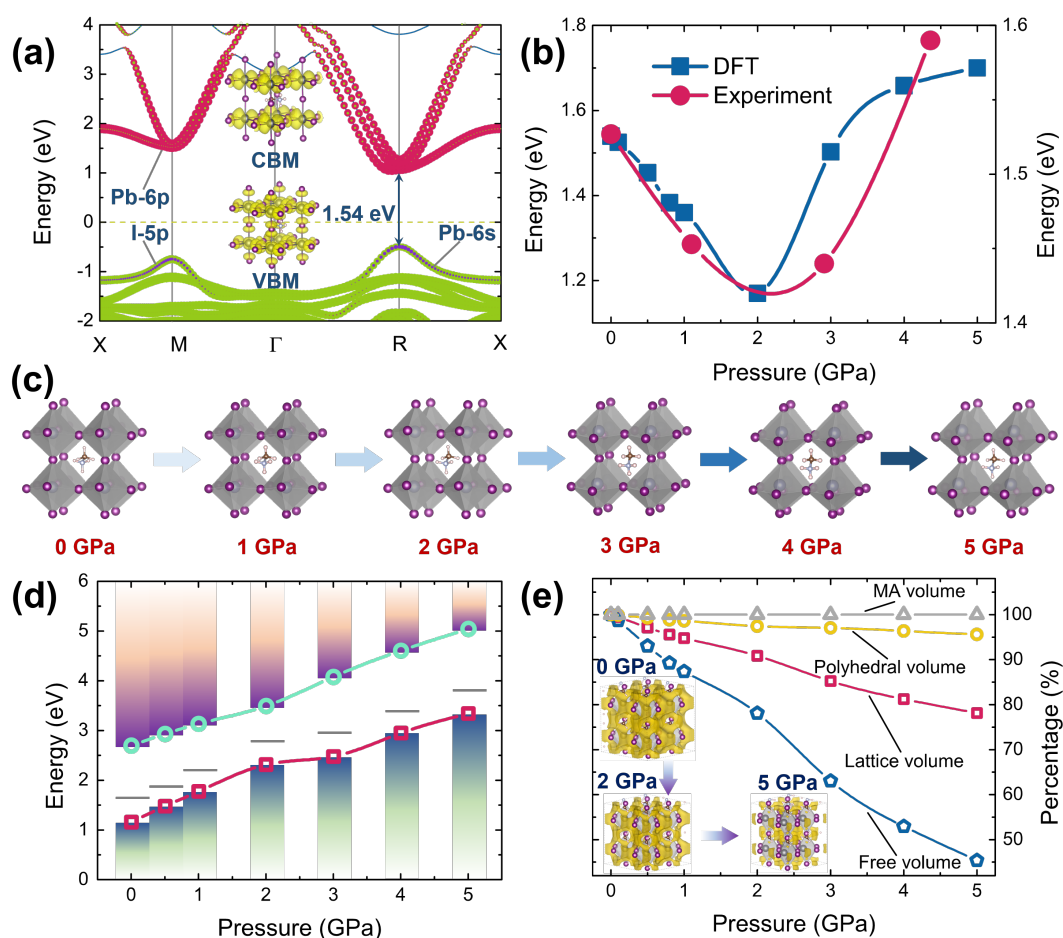 (a)
4
3
2
1
0
-1
-2
Energy (eV)
Pb-6p
I-5p
CBM
1.54 eV
Pb-6s
VBM
X
M
Γ
R
X
(b)
1.8
1.6
1.4
1.2
Energy (eV)
DFT
Experiment
1.6
1.5
1.4
Energy (eV)
0
1
2
3
4
5
Pressure (GPa)
(c)
0 GPa
1 GPa
2 GPa
3 GPa
4 GPa
5 GPa
(d)
6
5
4
3
2
1
0
Energy (eV)
0
1
2
3
4
5
Pressure (GPa)
(e)
MA volume
Polyhedral volume
0 GPa
Lattice volume
2 GPa
5 GPa
Free volume
100
90
80
70
60
50
Percentage (%)
0
1
2
3
4
5
Pressure (GPa)